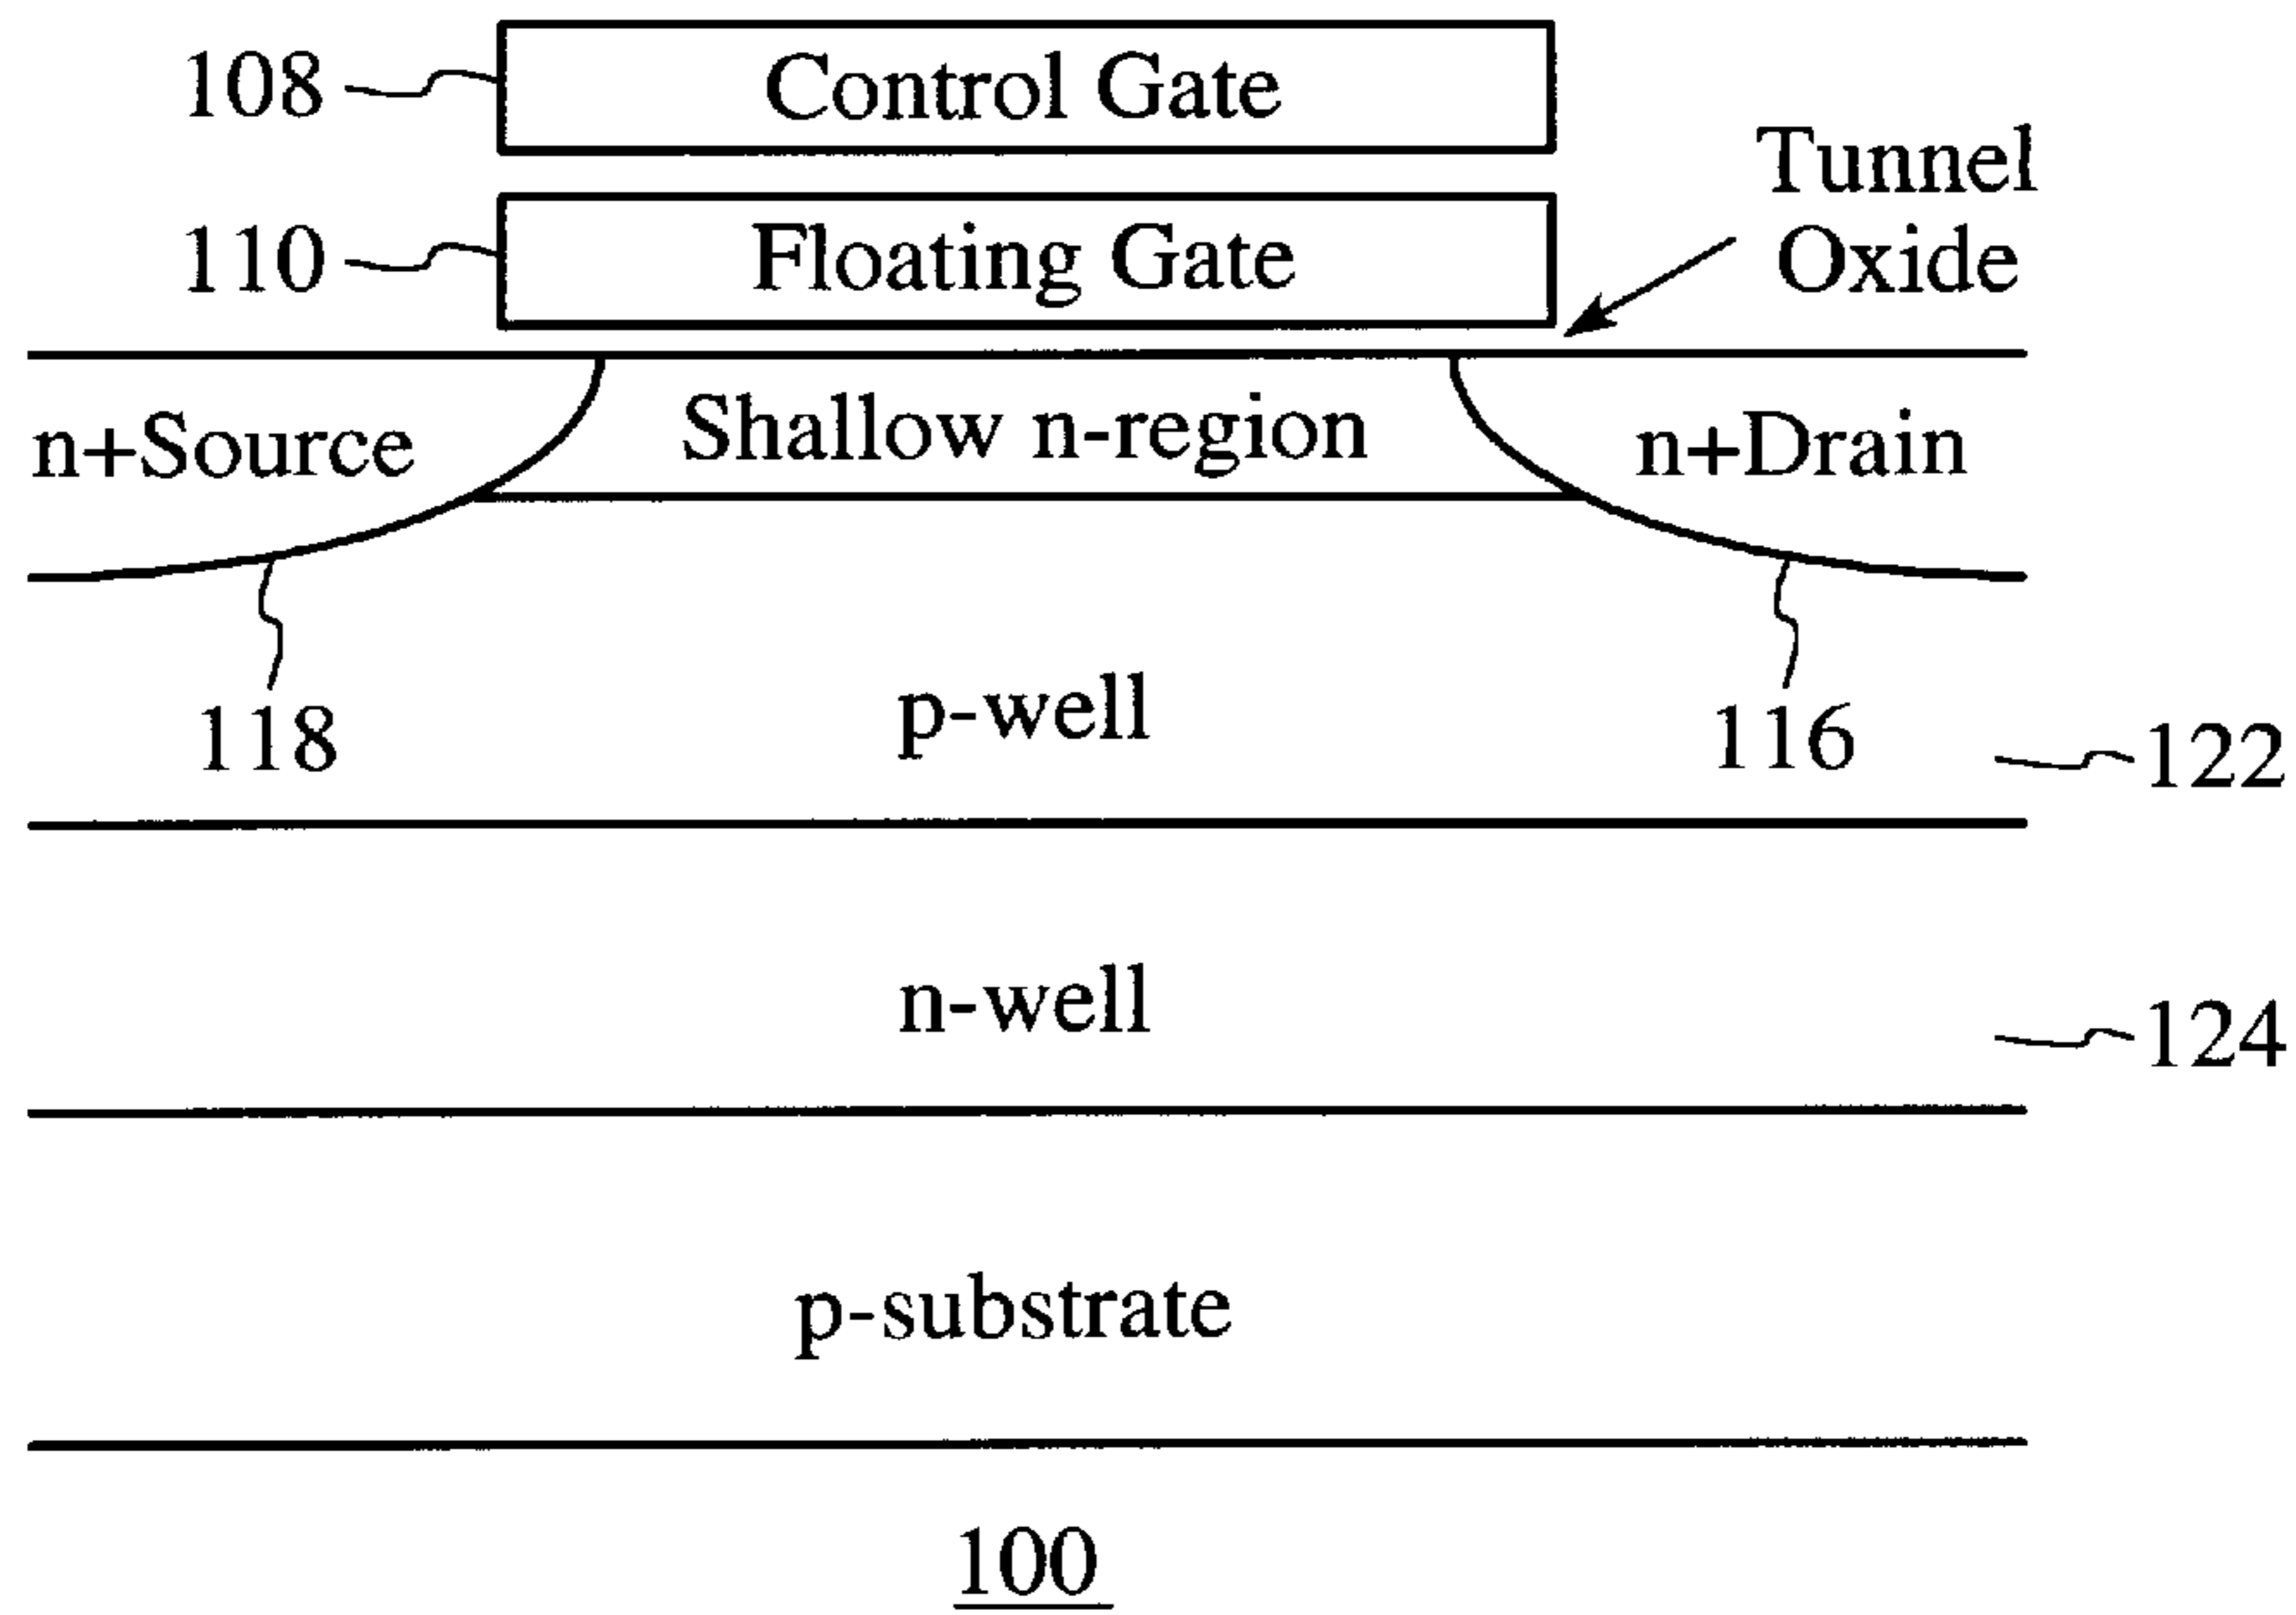 108
Control Gate
Tunnel
Oxide
110
Floating Gate
n+Source
Shallow n-region
n+Drain
118
p-well
116
122
n-well
124
p-substrate
100